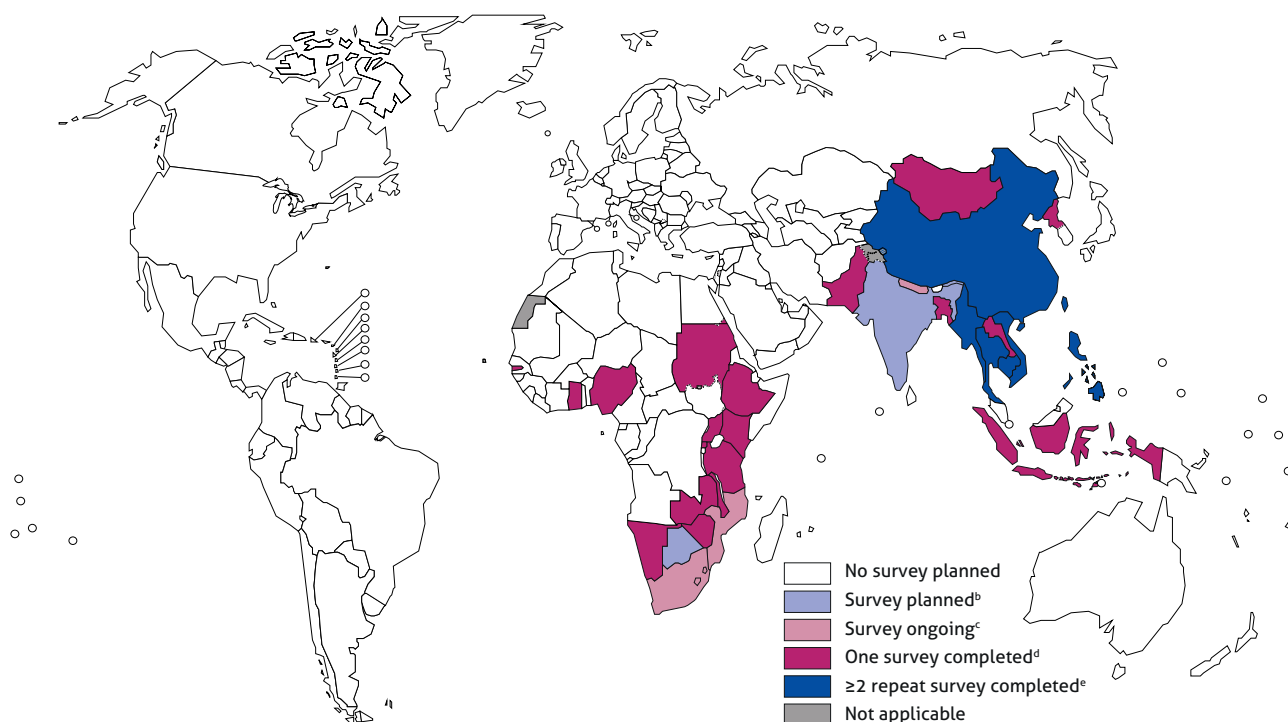 No survey planned
Survey plannedᵇ
Survey ongoingᶜ
One survey completedᵈ
≥2 repeat survey completedᵉ
Not applicable